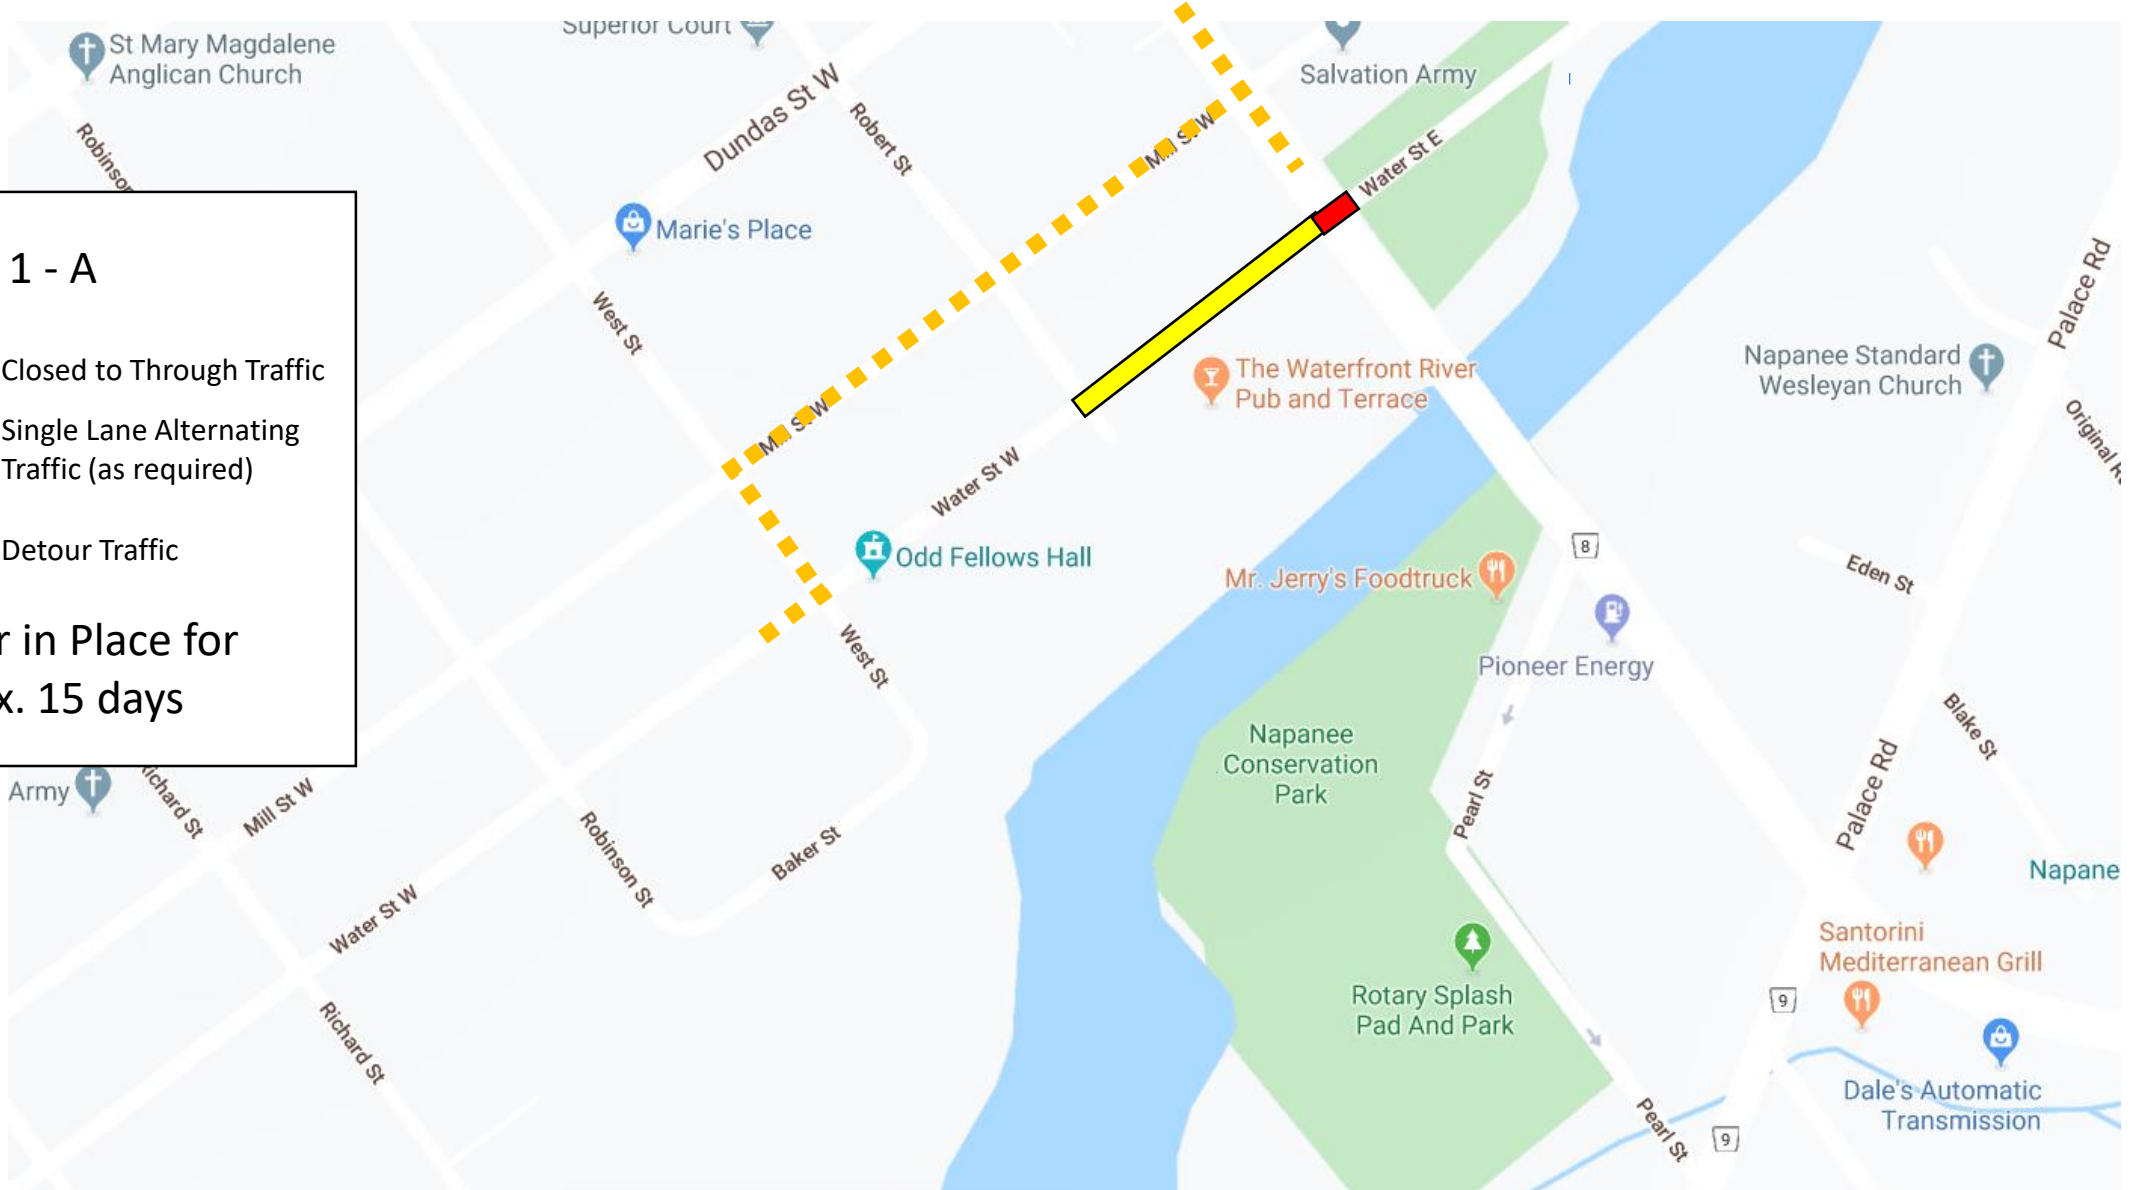 Superior Court
St Mary Magdalene
Anglican Church
Salvation Army
Dundas St W
Robert St
Mill St W
Water St E
Marie's Place
West St
1 - A
Closed to Through Traffic
Single Lane Alternating
Traffic (as required)
Detour Traffic
r in Place for
x. 15 days
Palace Rd
Napanee Standard
Wesleyan Church
The Waterfront River
Pub and Terrace
Original
Mill St W
Water St W
Odd Fellows Hall
8
Mr. Jerry's Foodtruck
Eden St
Pioneer Energy
West St
Blake St
Napanee
Conservation
Park
Army
Richard St
Mill St W
Pearl St
Palace Rd
Robinson St
Baker St
Napane
Water St W
Santorini
Mediterranean Grill
Rotary Splash
Pad And Park
9
Richard St
Dale's Automatic
Transmission
Pearl St
9